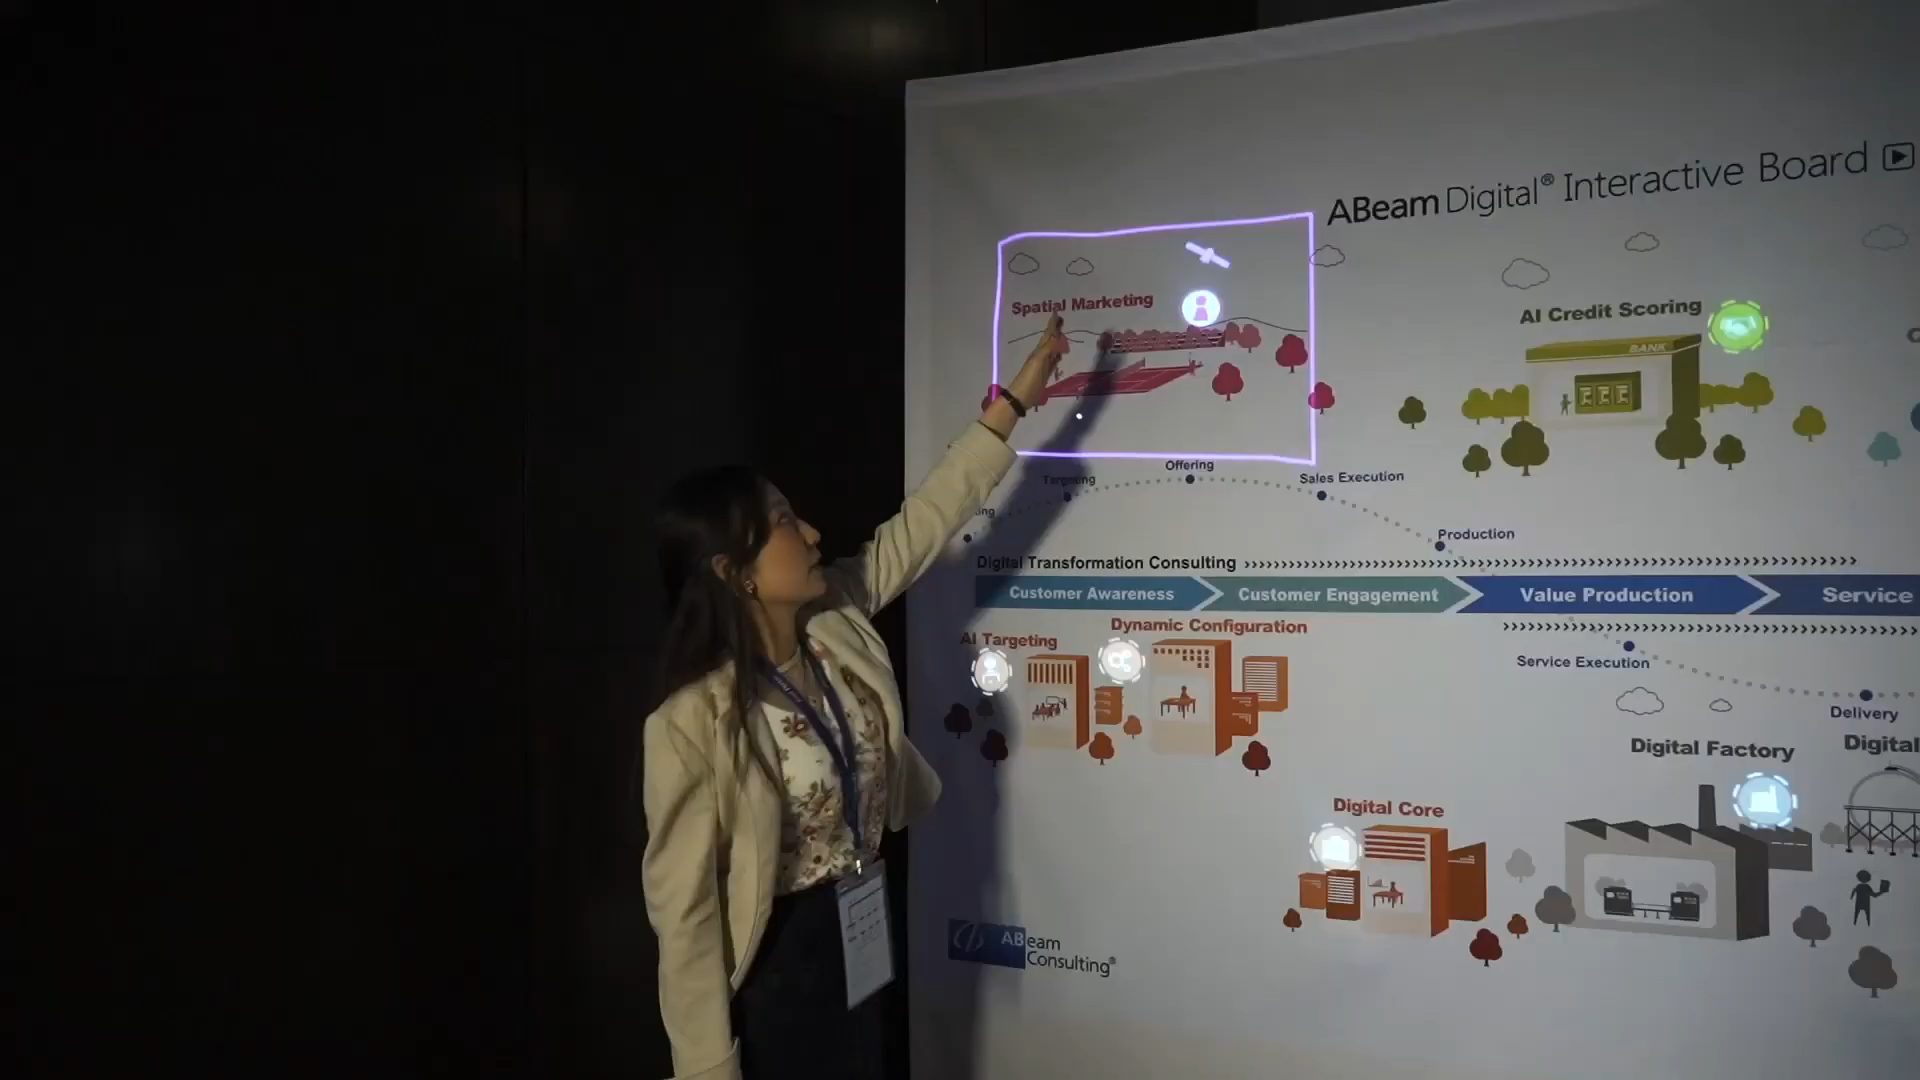 ABeam Digital® Interactive Board
Spatial Marketing
AI Credit Scoring
BANK
Offering
Targeting
Sales Execution
Production
Digital Transformation Consulting
Customer Awareness
Customer Engagement
Value Production
Service
AI Targeting
Dynamic Configuration
Service Execution
Delivery
Digital Factory
Digital
Digital Core
ABeam
Consulting®